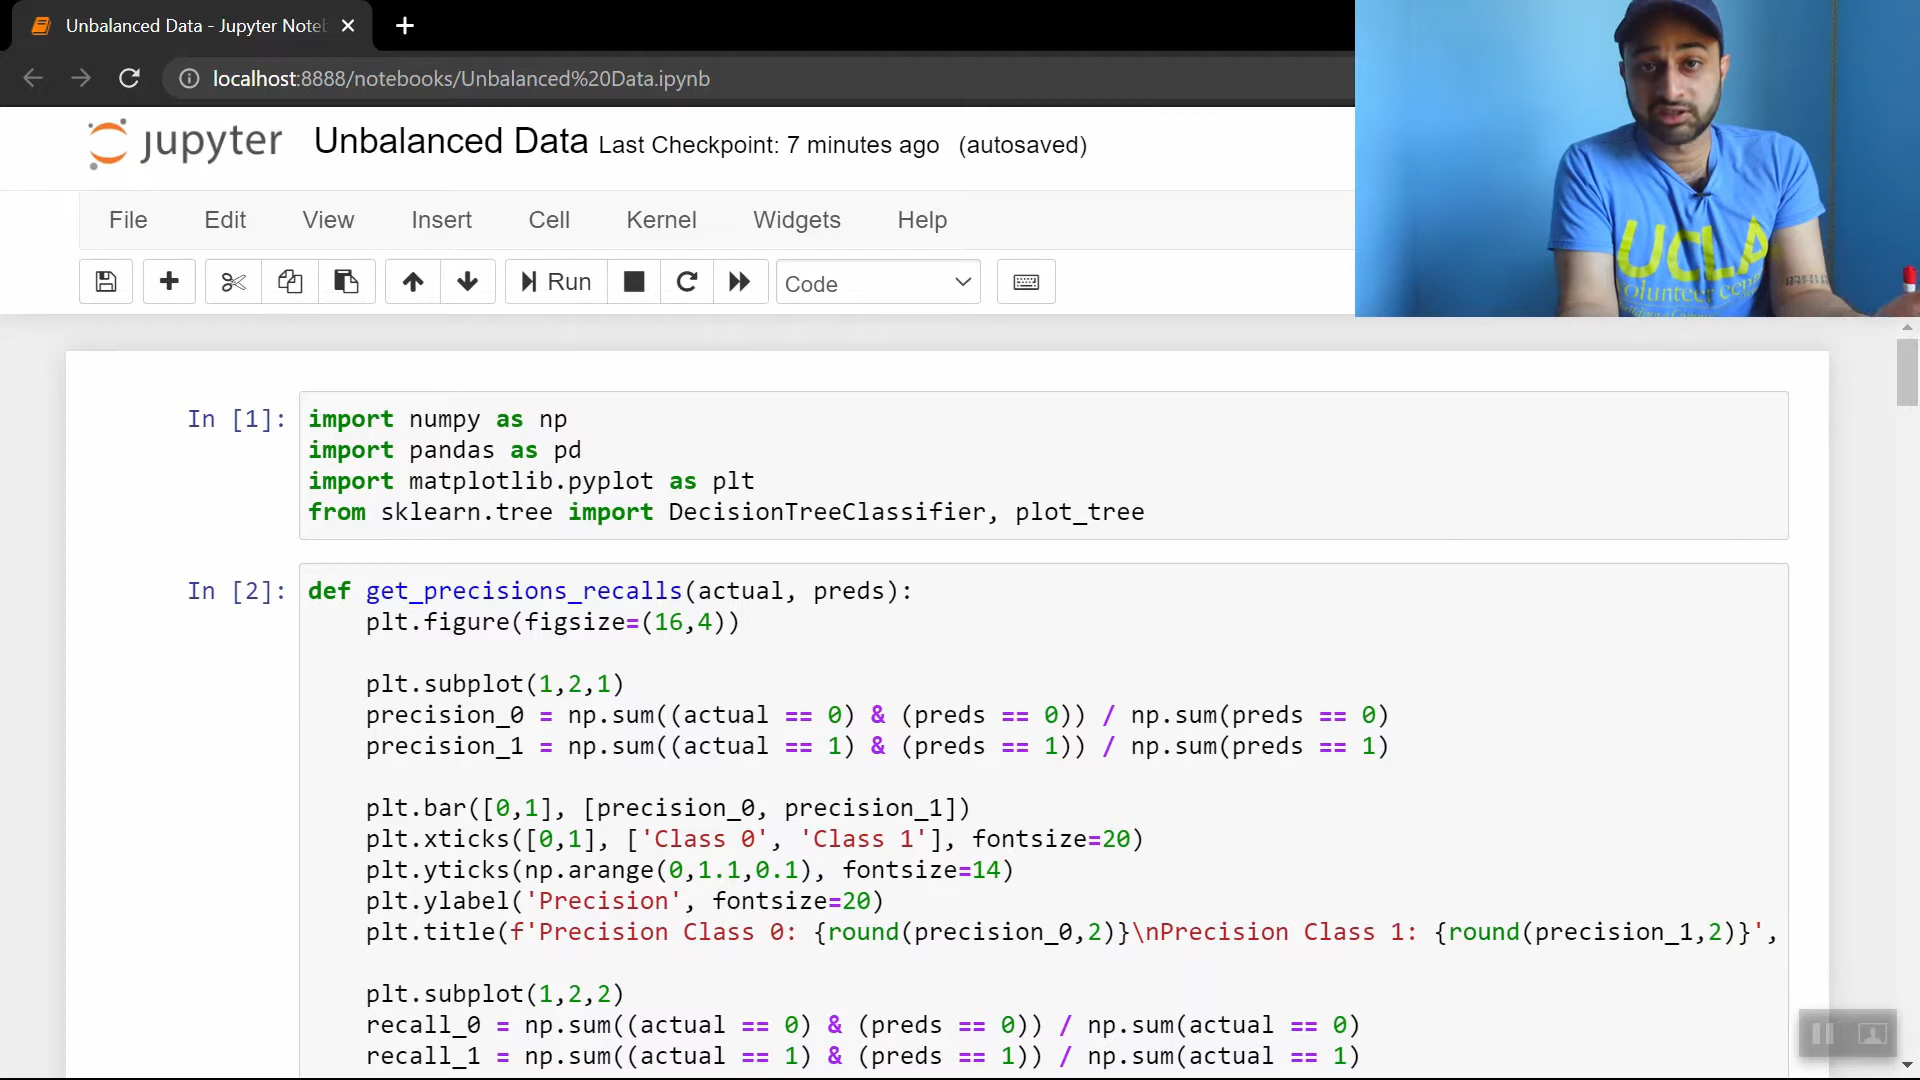 Unbalanced Data - Jupyter Note
localhost:8888/notebooks/Unbalanced%20Data.ipynb
jupyter Unbalanced Data Last Checkpoint: 7 minutes ago (autosaved)
File Edit View Insert Cell Kernel Widgets Help
Run Code
UCLA
In [1]: import numpy as np
import pandas as pd
import matplotlib.pyplot as plt
from sklearn.tree import DecisionTreeClassifier, plot_tree
In [2]: def get_precisions_recalls(actual, preds):
plt.figure(figsize=(16,4))
plt.subplot(1,2,1)
precision_0 = np.sum((actual == 0) & (preds == 0)) / np.sum(preds == 0)
precision_1 = np.sum((actual == 1) & (preds == 1)) / np.sum(preds == 1)
plt.bar([0,1], [precision_0, precision_1])
plt.xticks([0,1], ['Class 0', 'Class 1'], fontsize=20)
plt.yticks(np.arange(0,1.1,0.1), fontsize=14)
plt.ylabel('Precision', fontsize=20)
plt.title(f'Precision Class 0: {round(precision_0,2)}\nPrecision Class 1: {round(precision_1,2)}',
plt.subplot(1,2,2)
recall_0 = np.sum((actual == 0) & (preds == 0)) / np.sum(actual == 0)
recall_1 = np.sum((actual == 1) & (preds == 1)) / np.sum(actual == 1)